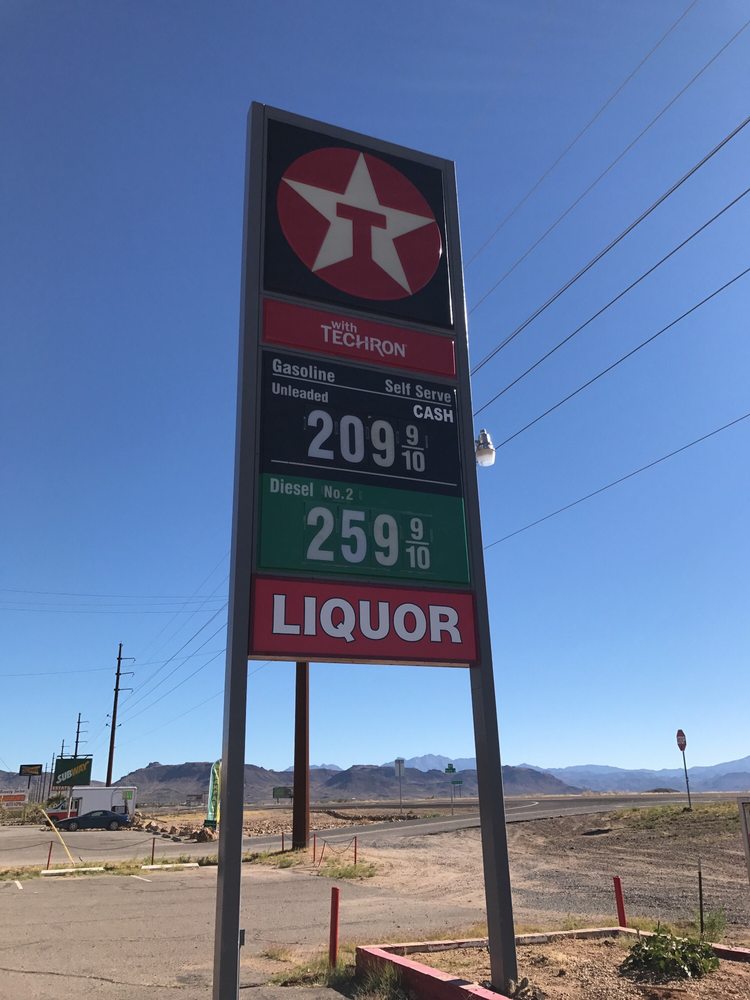 T
with
TECHRON
Gasoline Self Serve
Unleaded CASH
209 9/10
Diesel No.2
259 9/10
LIQUOR
SUBWAY